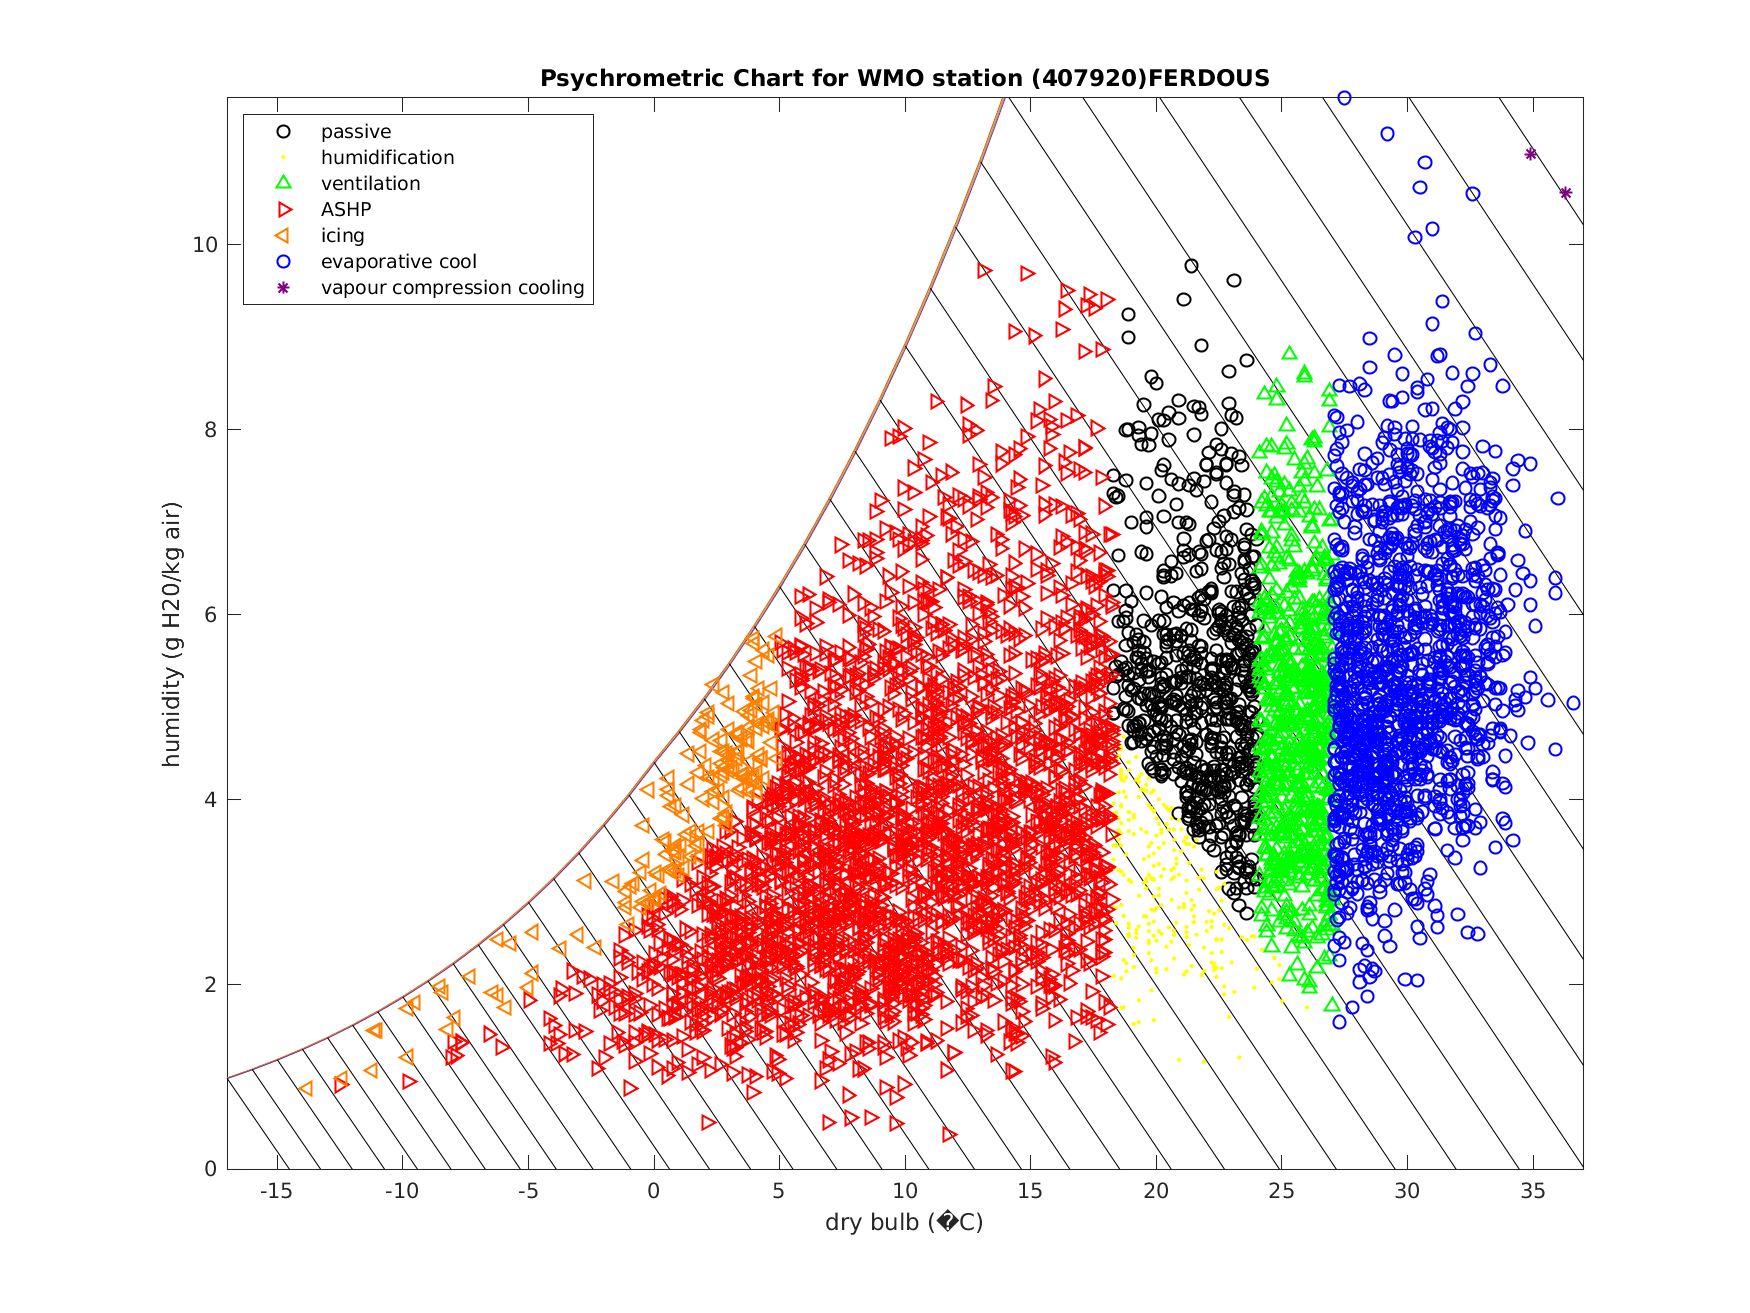 Psychrometric Chart for WMO station (407920)FERDOUS
passive
humidification
ventilation
ASHP
icing
evaporative cool
vapour compression cooling
humidity (g H20/kg air)
10
8
6
4
2
0
-15 -10 -5 0 5 10 15 20 25 30 35
dry bulb (�C)